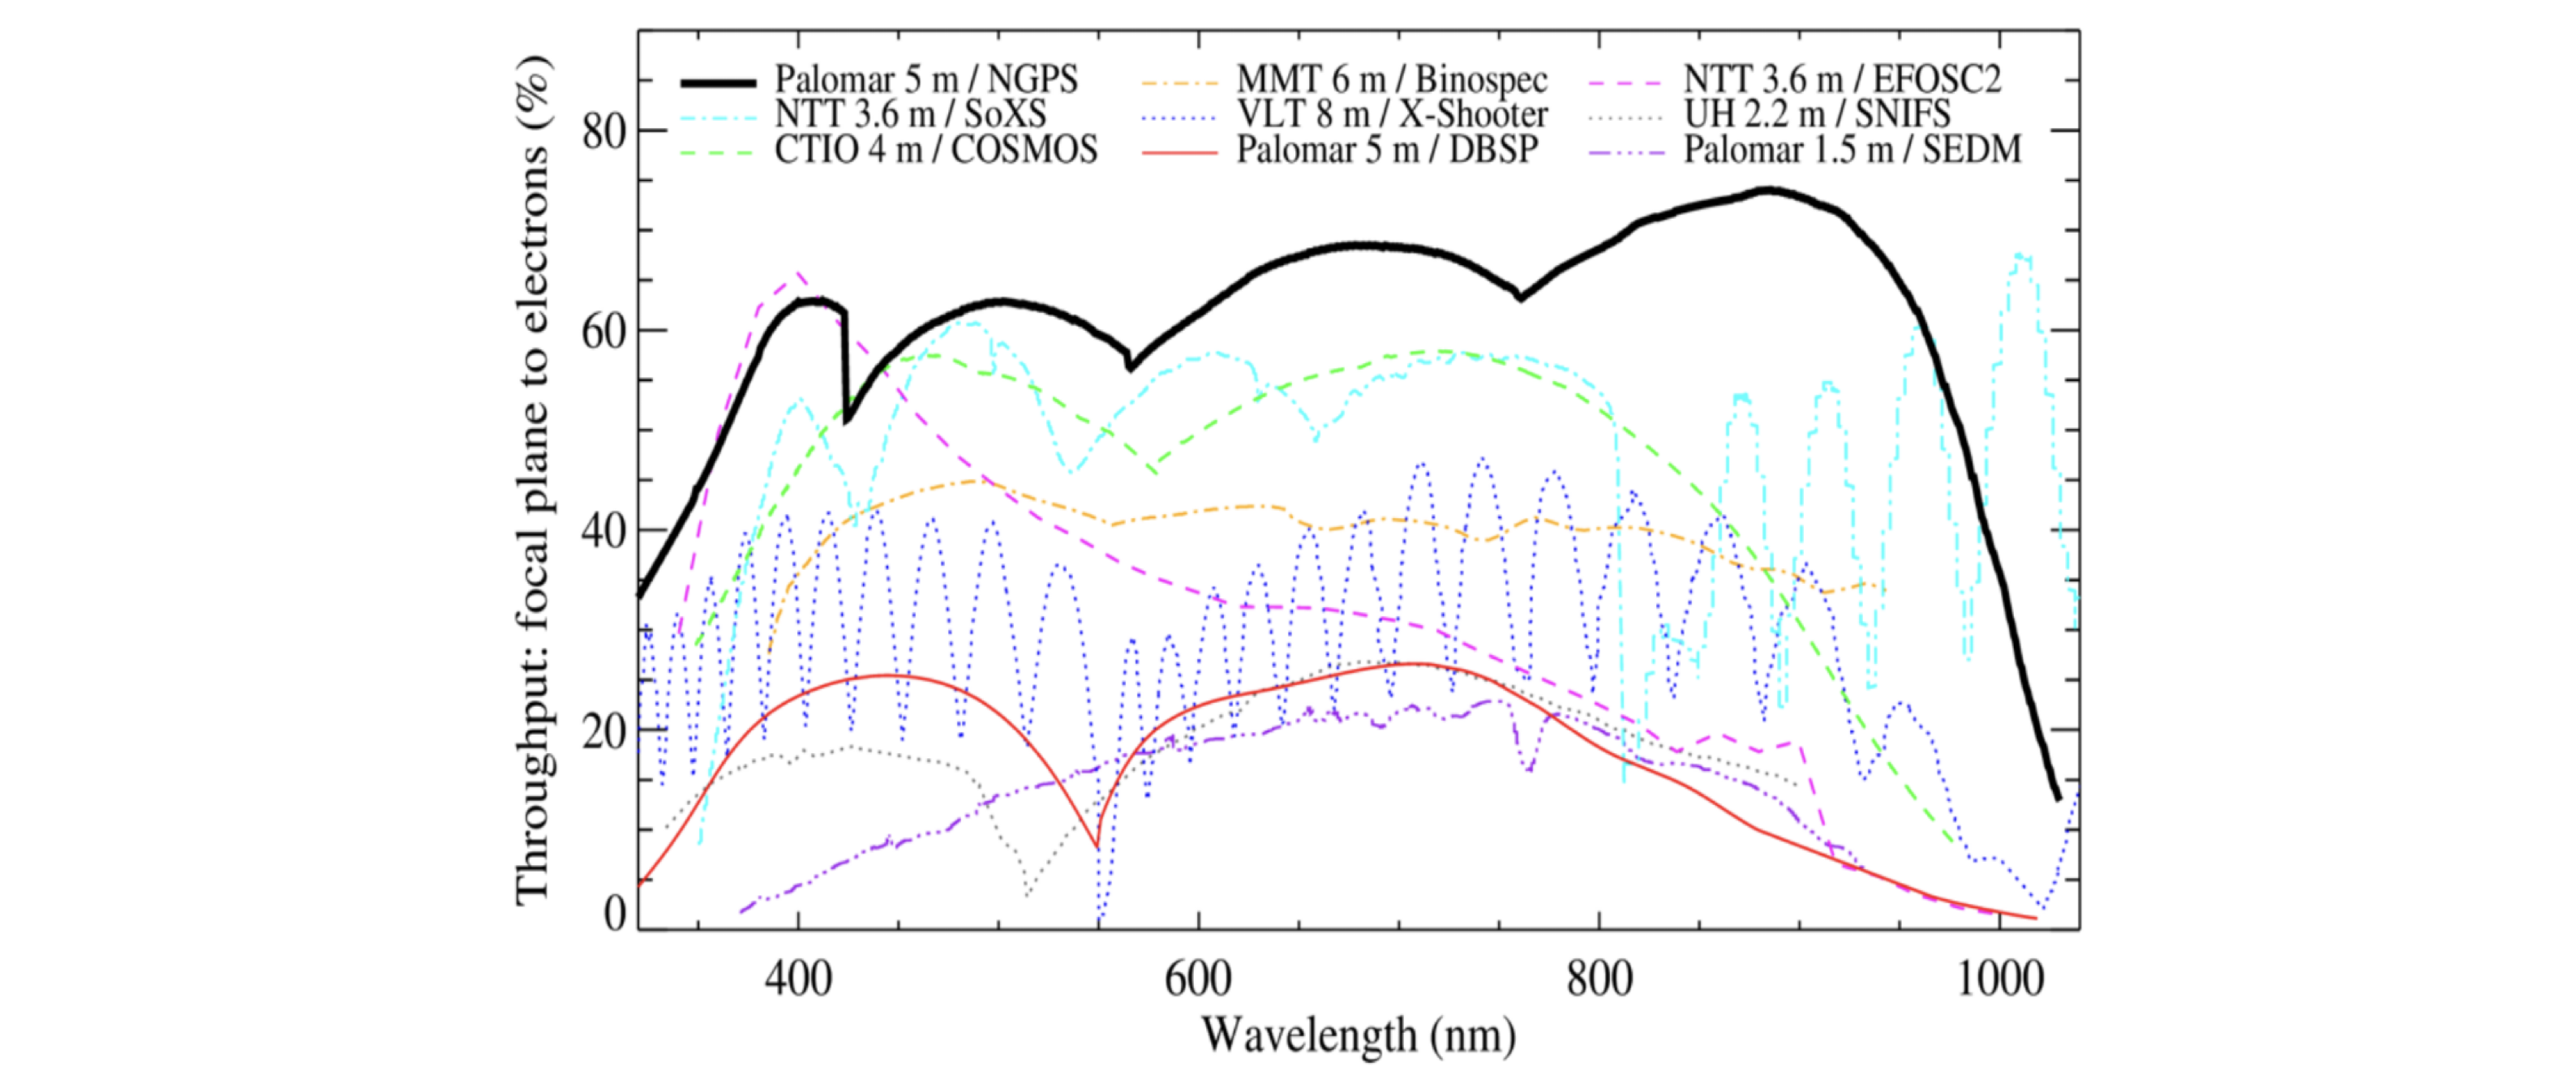 Throughput: focal plane to electrons (%)
80
60
40
20
0
Palomar 5 m / NGPS
NTT 3.6 m / SoXS
CTIO 4 m / COSMOS
MMT 6 m / Binospec
VLT 8 m / X-Shooter
Palomar 5 m / DBSP
NTT 3.6 m / EFOSC2
UH 2.2 m / SNIFS
Palomar 1.5 m / SEDM
400
600
800
1000
Wavelength (nm)